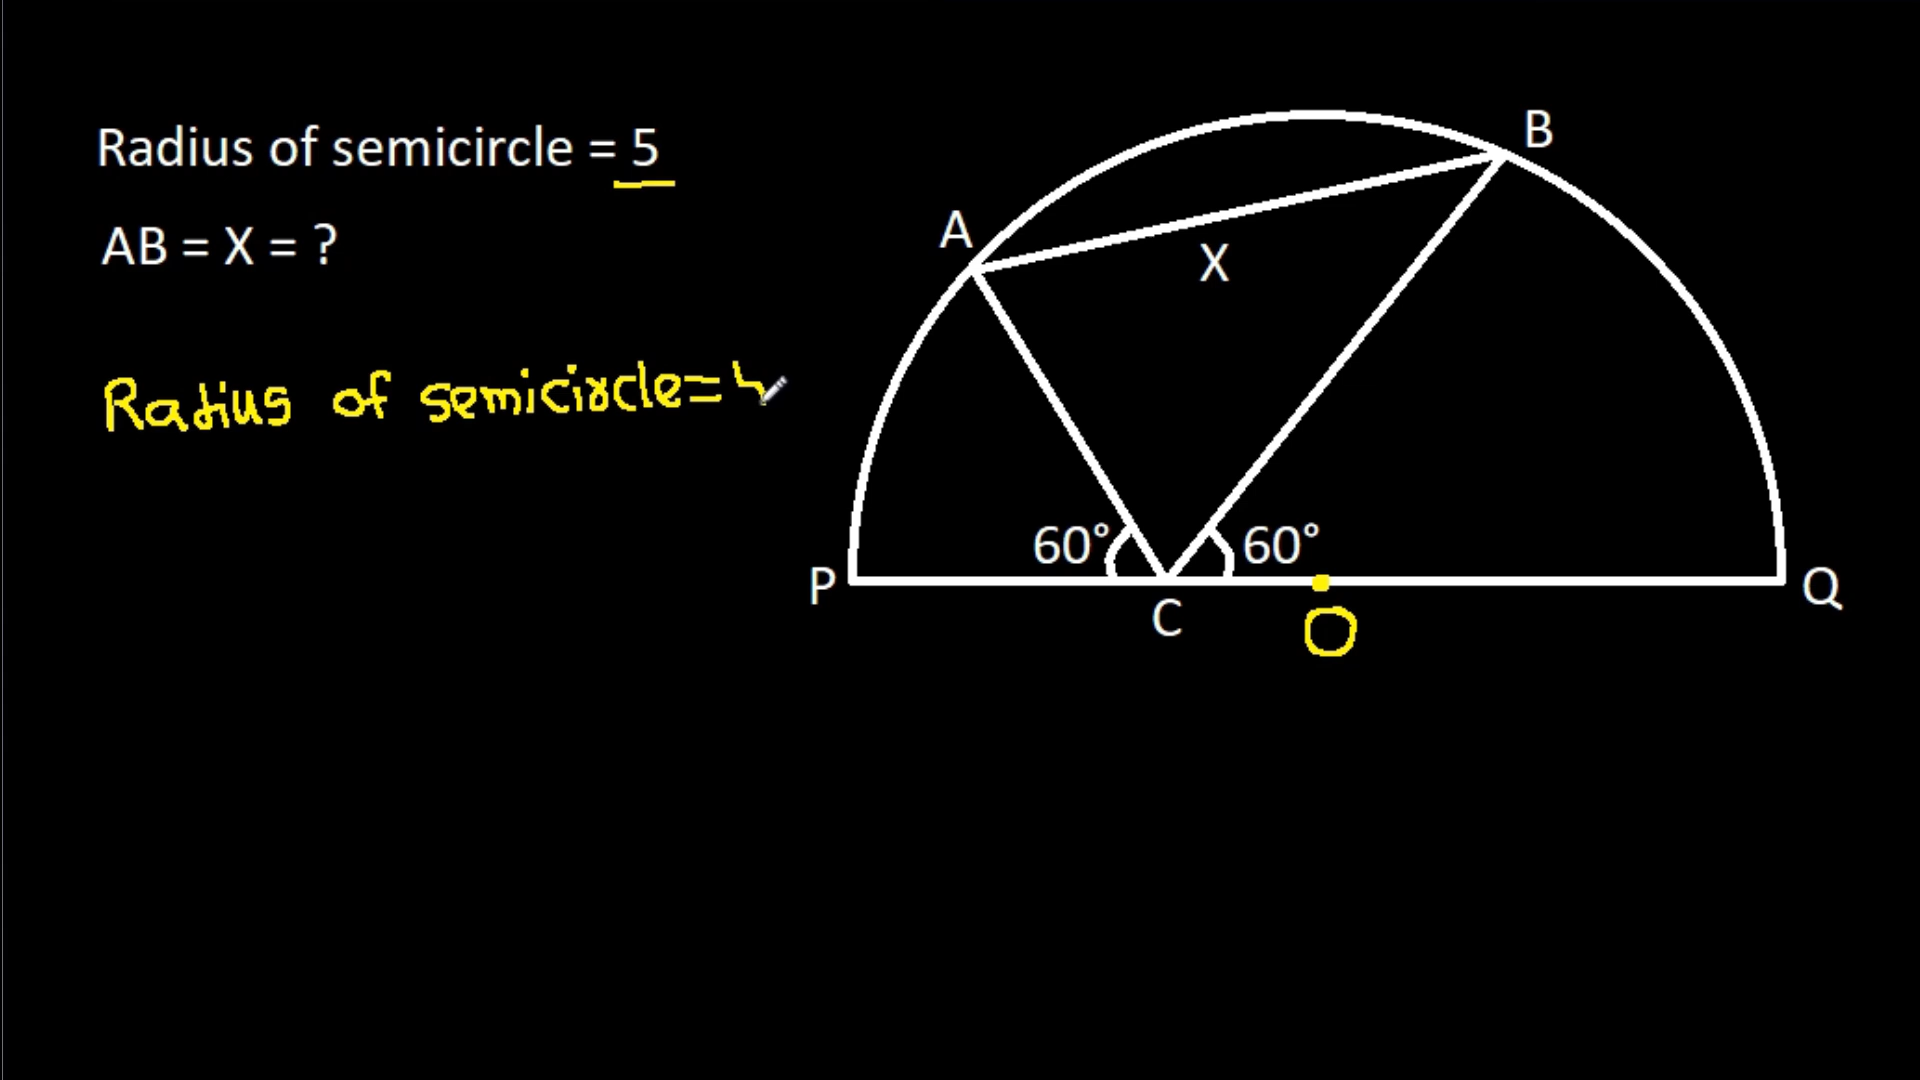 Radius of semicircle = 5
AB = X = ?
Radius of semicircle=
B
A
X
60° 60°
P Q
C
O